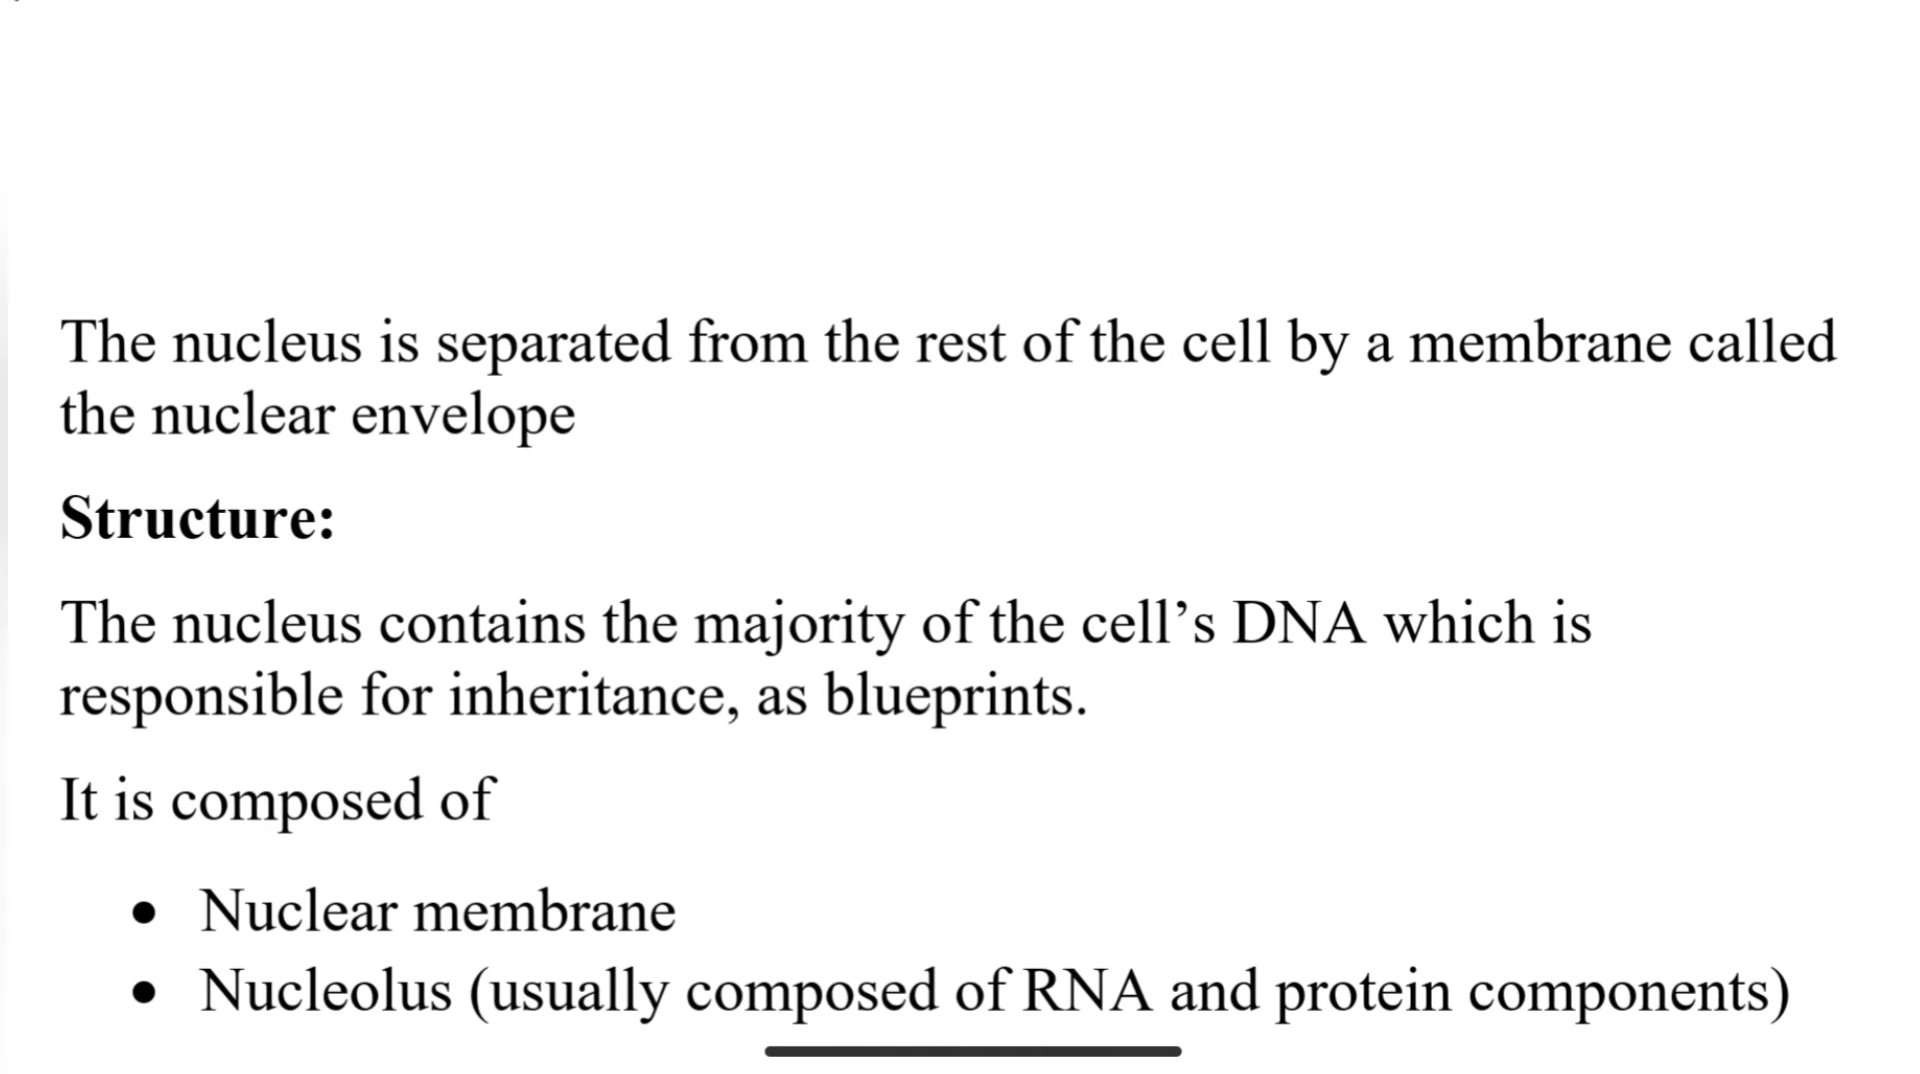 The nucleus is separated from the rest of the cell by a membrane called
the nuclear envelope
Structure:
The nucleus contains the majority of the cell’s DNA which is
responsible for inheritance, as blueprints.
It is composed of
● Nuclear membrane
● Nucleolus (usually composed of RNA and protein components)